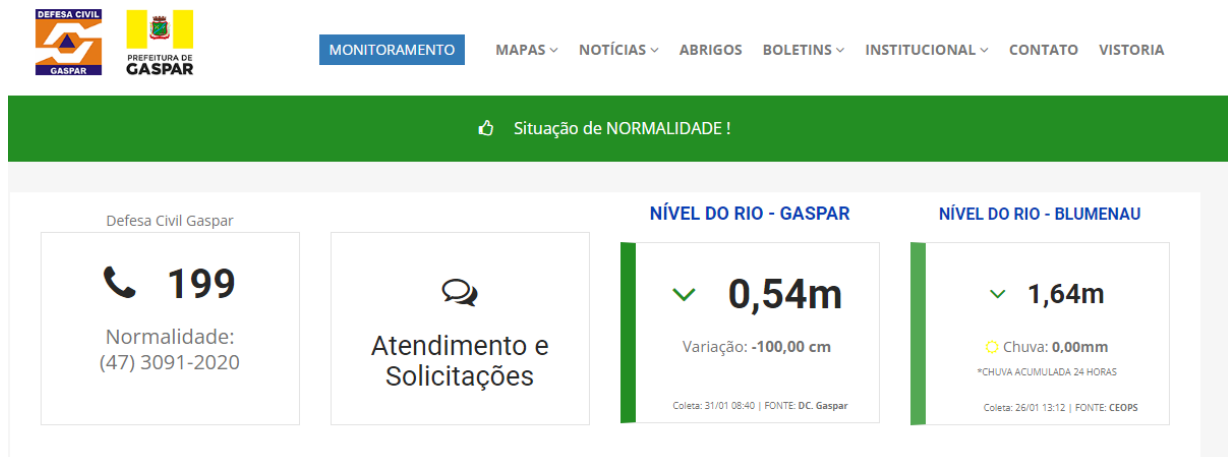 DEFESA CIVIL
GASPAR
PREFEITURA DE
GASPAR
MONITORAMENTO MAPAS NOTÍCIAS ABRIGOS BOLETINS INSTITUCIONAL CONTATO VISTORIA
Situação de NORMALIDADE !
Defesa Civil Gaspar
199
Normalidade:
(47) 3091-2020
Atendimento e
Solicitações
NÍVEL DO RIO - GASPAR
0,54m
Variação: -100,00 cm
Coleta: 31/01 08:40 | FONTE: DC. Gaspar
NÍVEL DO RIO - BLUMENAU
1,64m
Chuva: 0,00mm
*CHUVA ACUMULADA 24 HORAS
Coleta: 26/01 13:12 | FONTE: CEOPS